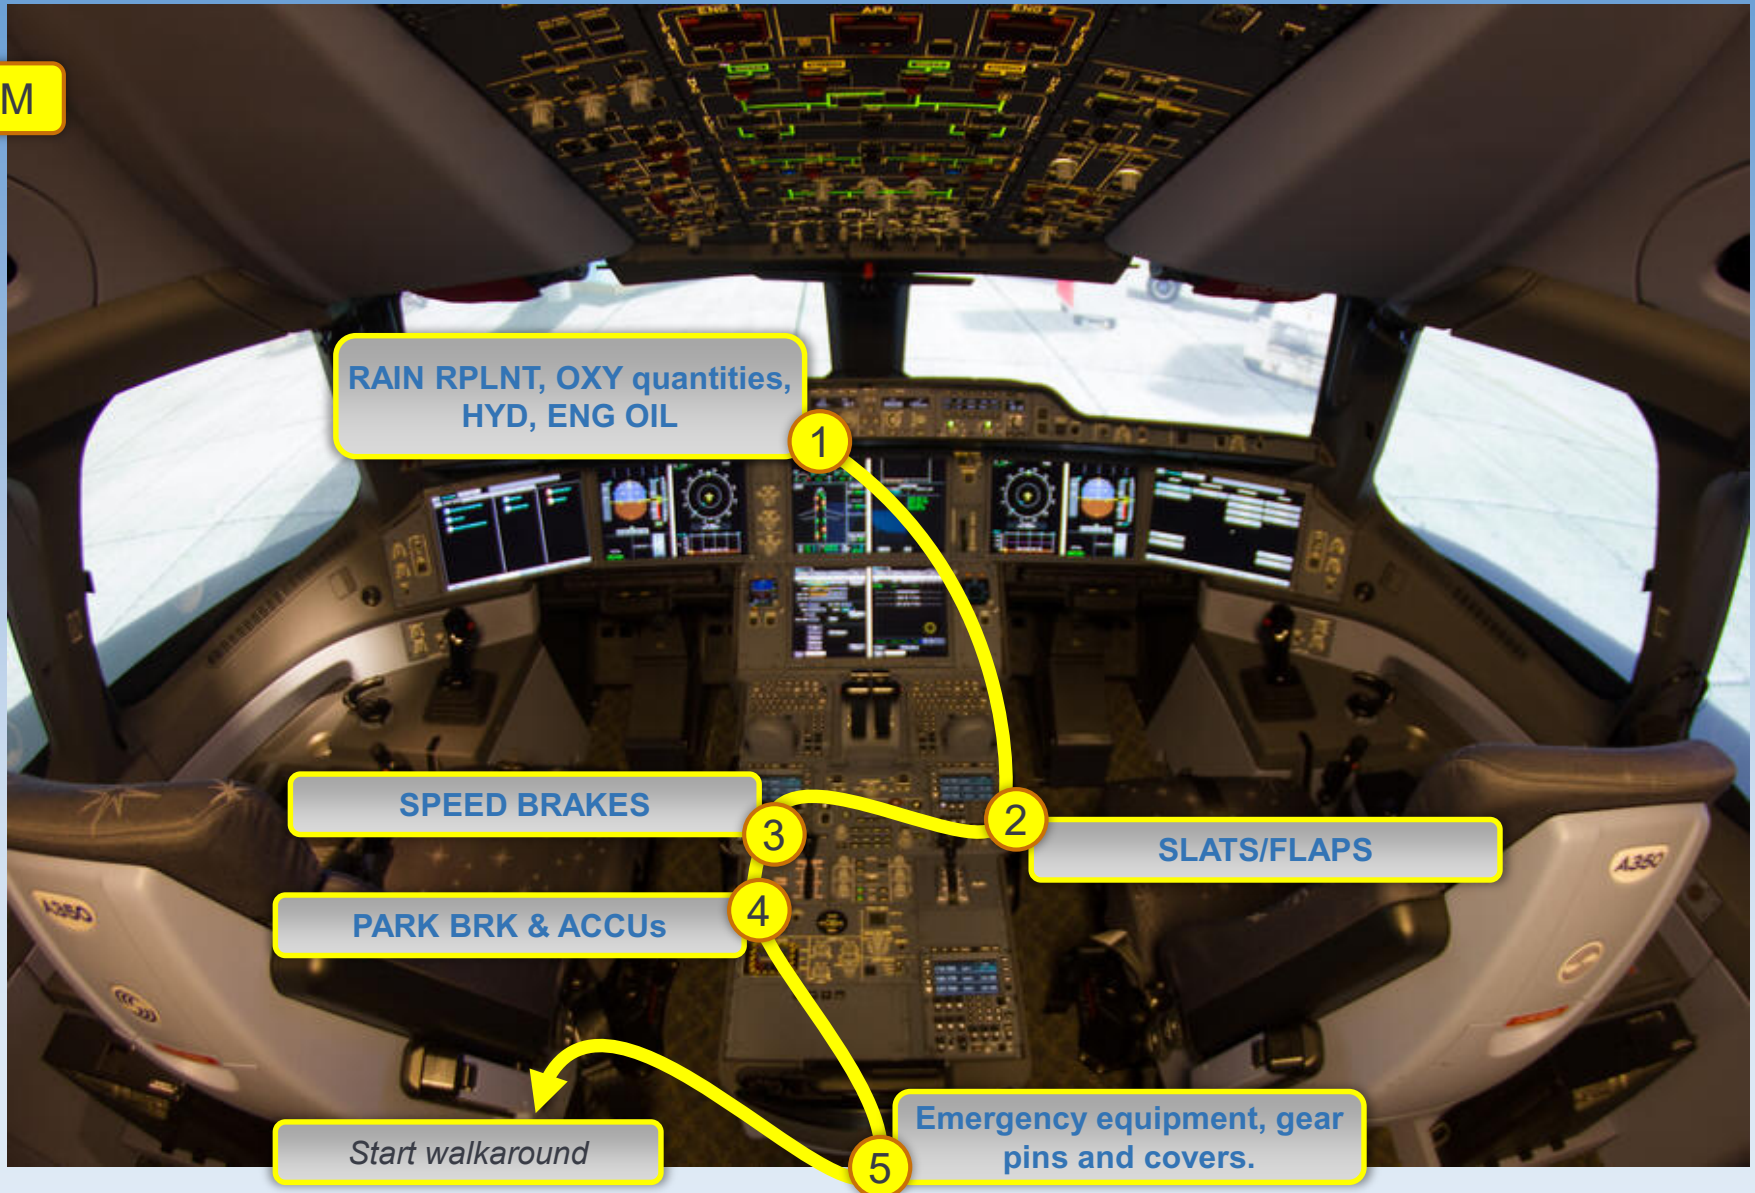 ENG 1
APU
ENG 2
M
RAIN RPLNT, OXY quantities,
HYD, ENG OIL
1
2
SLATS/FLAPS
SPEED BRAKES
3
PARK BRK & ACCUs
4
A350
A350
Emergency equipment, gear
pins and covers.
5
Start walkaround